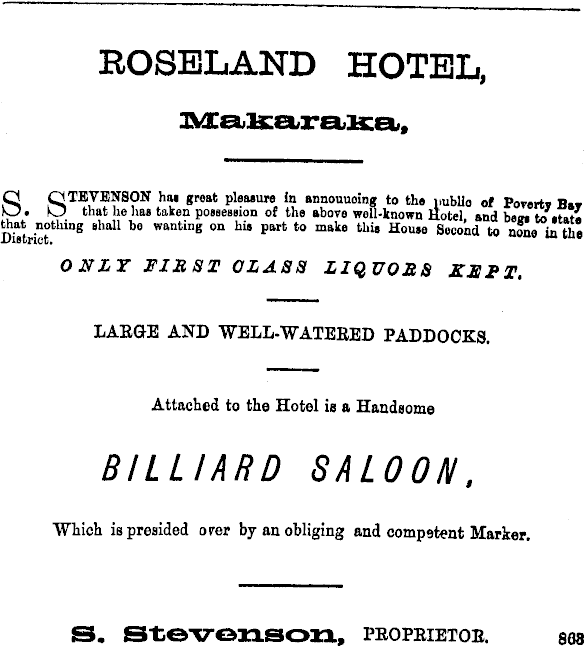 ROSELAND HOTEL,
Makaraka,
S. STEVENSON has great pleasure in announcing to the public of Poverty Bay
that he has taken possession of the above well-known Hotel, and begs to state
that nothing shall be wanting on his part to make this House Second to none in the
District.
ONLY FIRST CLASS LIQUORS KEPT.
LARGE AND WELL-WATERED PADDOCKS.
Attached to the Hotel is a Handsome
BILLIARD SALOON,
Which is presided over by an obliging and competent Marker.
S. Stevenson, PROPRIETOR. 863